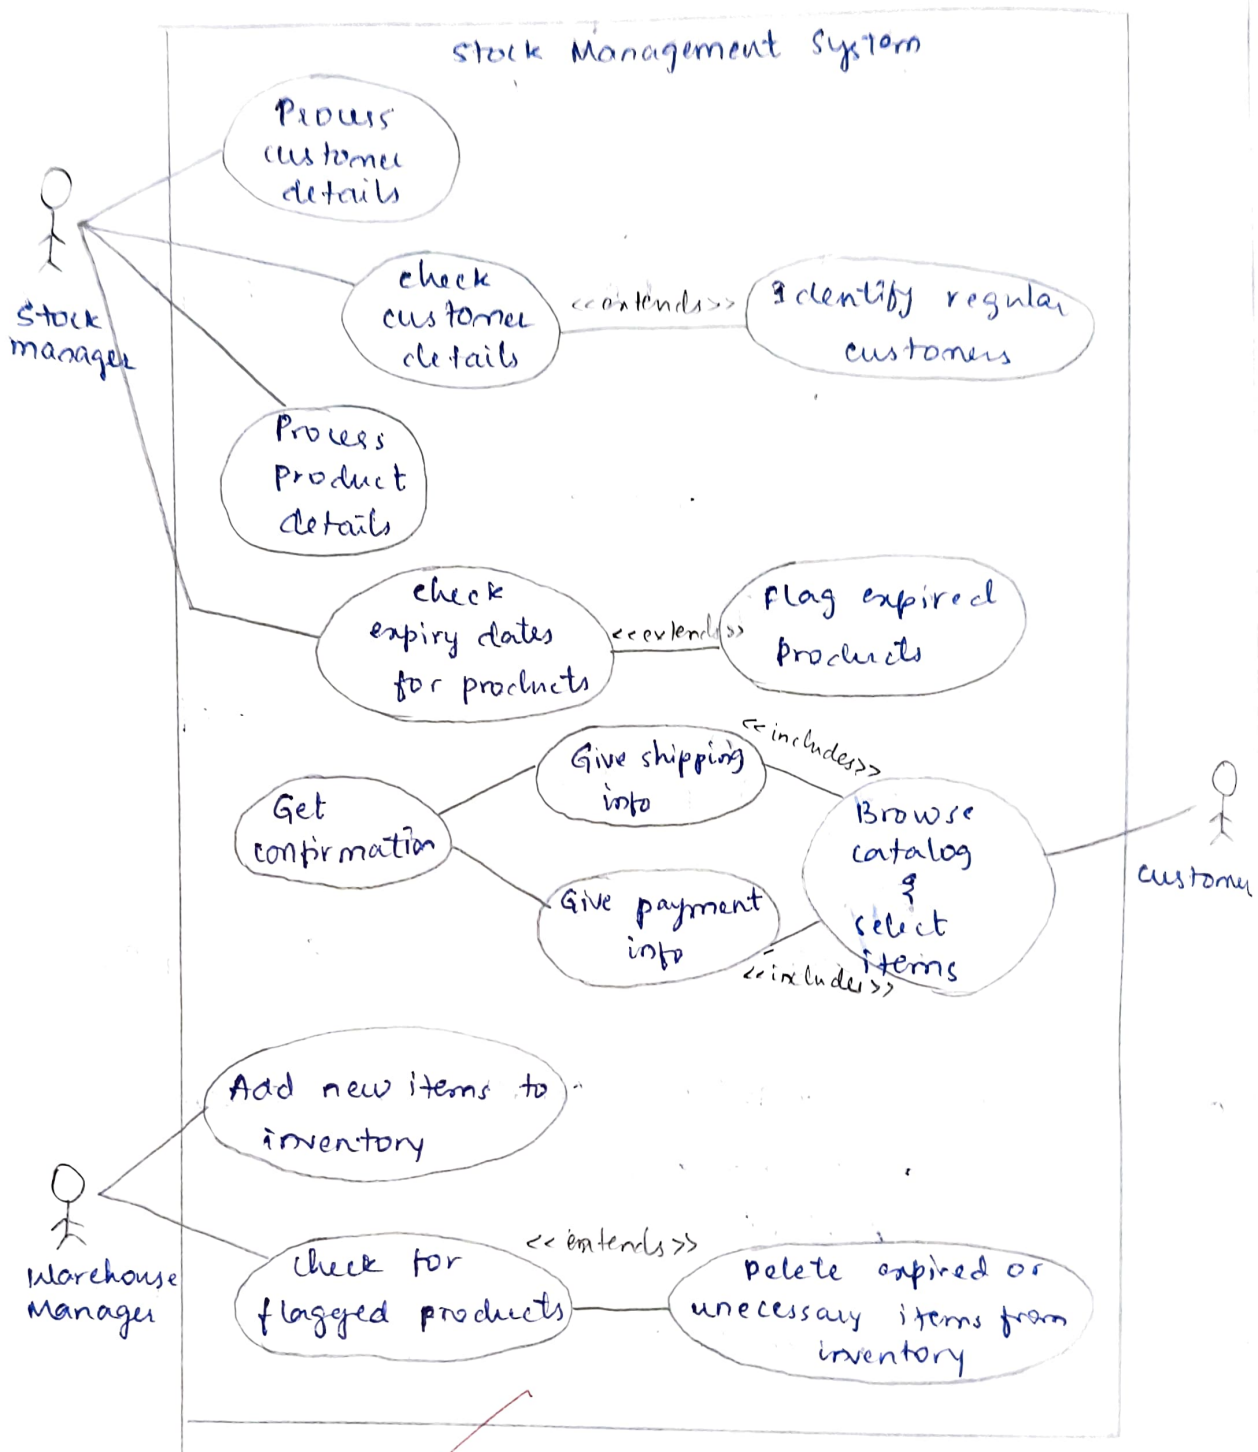 Stock Management System
Process
customer
details
Stock
manager
check
customer
details
<<extends>>
Identify regular
customers
Process
Product
details
check
expiry dates
for products
<<extends>>
Flag expired
products
Give shipping
info
<<includes>>
Get
confirmation
Browse
catalog
&
select
items
customer
Give payment
info
<<includes>>
Add new items to
inventory
Warehouse
Manager
check for
flagged products
<<extends>>
Delete expired or
unecessary items from
inventory